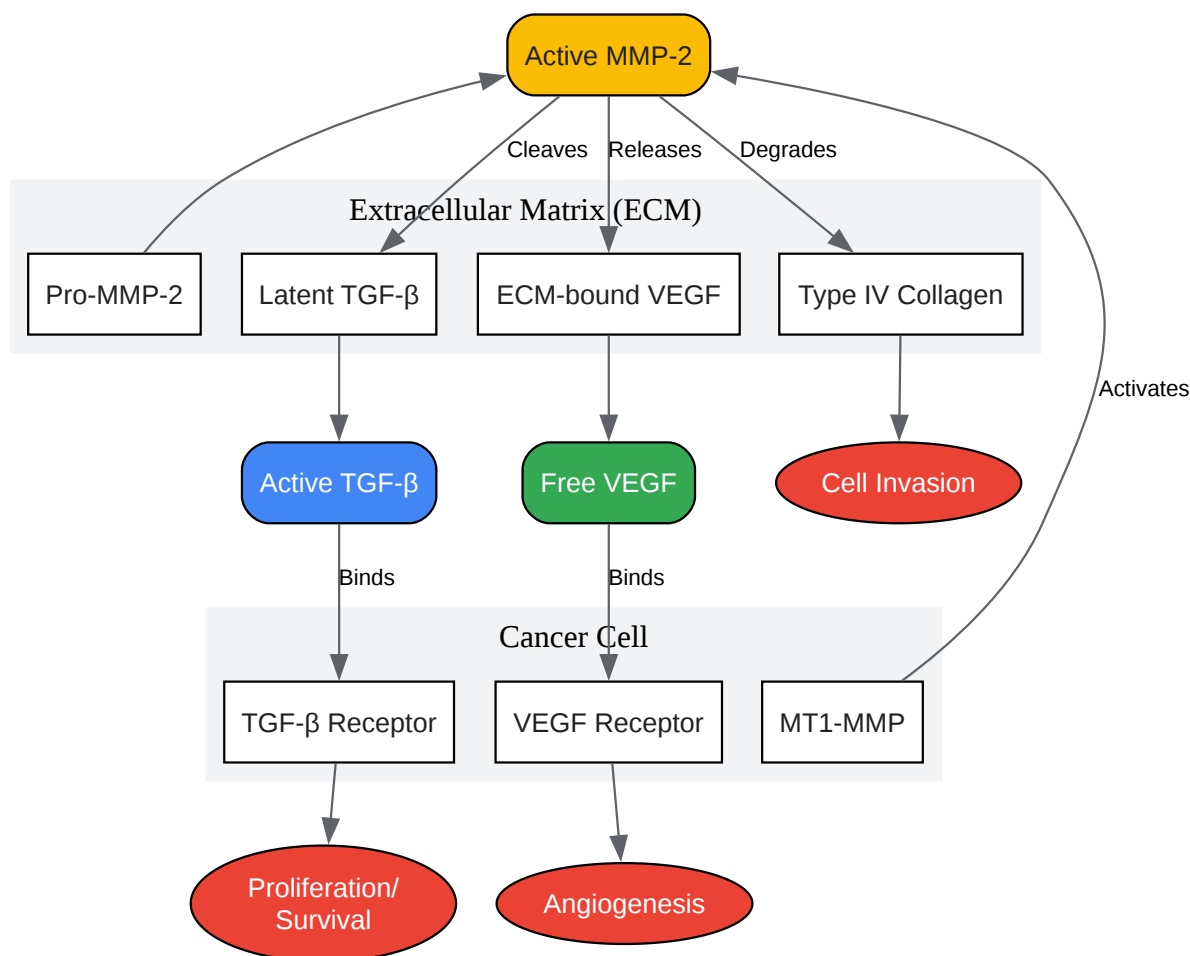 Active MMP-2
Cleaves
Releases
Degrades
Extracellular Matrix (ECM)
Pro-MMP-2
Latent TGF-β
ECM-bound VEGF
Type IV Collagen
Activates
Active TGF-β
Free VEGF
Cell Invasion
Binds
Binds
Cancer Cell
TGF-β Receptor
VEGF Receptor
MT1-MMP
Proliferation/
Survival
Angiogenesis